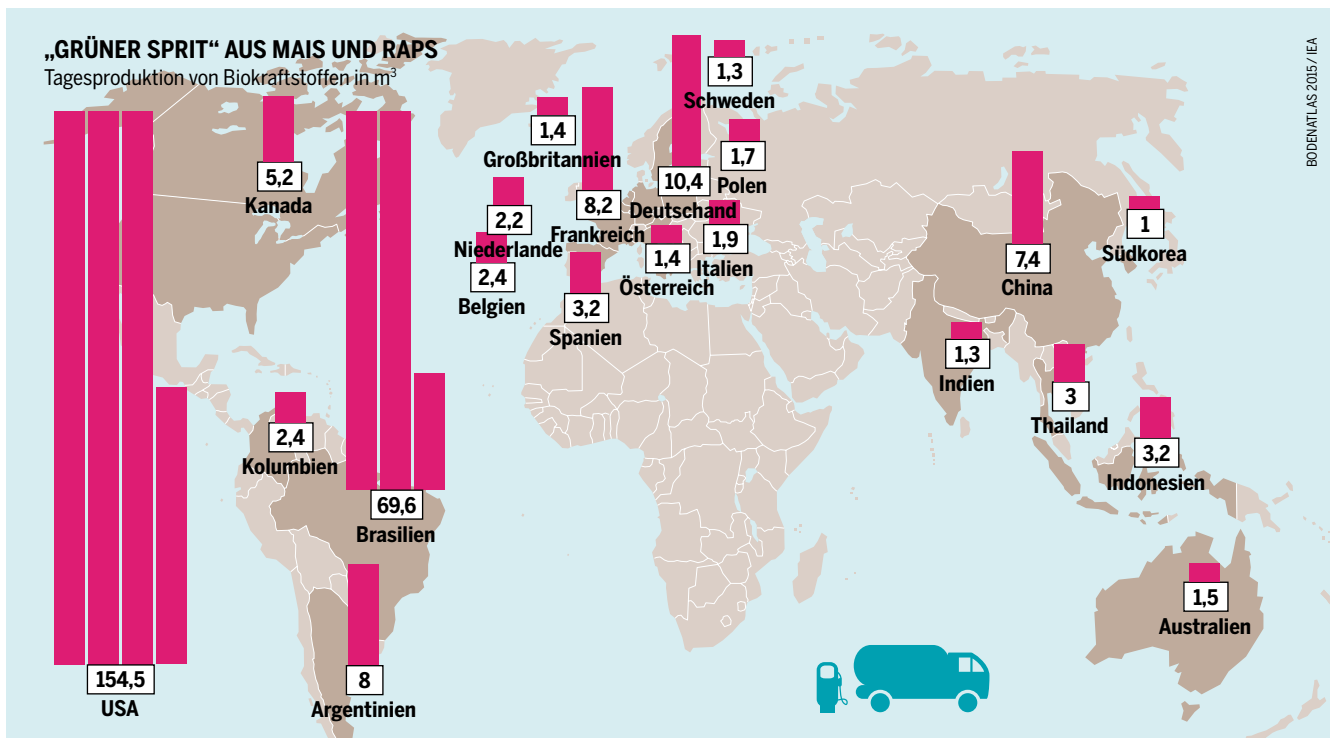 „GRÜNER SPRIT“ AUS MAIS UND RAPS
Tagesproduktion von Biokraftstoffen in m³
154,5
USA
5,2
Kanada
2,4
Kolumbien
69,6
Brasilien
8
Argentinien
1,4
Großbritannien
2,2
Niederlande
2,4
Belgien
8,2
Frankreich
3,2
Spanien
10,4
Deutschand
1,3
Schweden
1,7
Polen
1,4
Österreich
1,9
Italien
7,4
China
1
Südkorea
1,3
Indien
3
Thailand
3,2
Indonesien
1,5
Australien
BODENATLAS 2015 / IEA